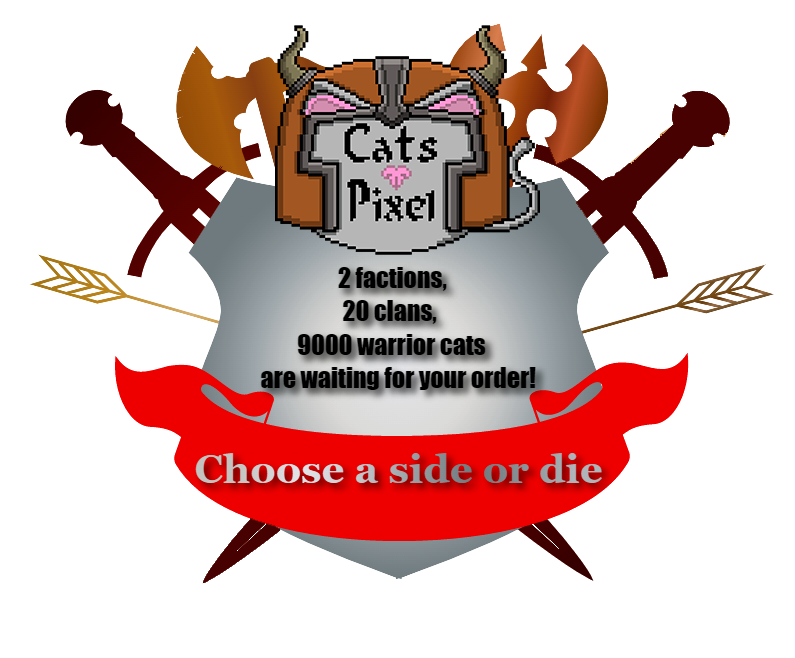 Cats
Pixel
2 factions,
20 clans,
9000 warrior cats
are waiting for your order!
Choose a side or die